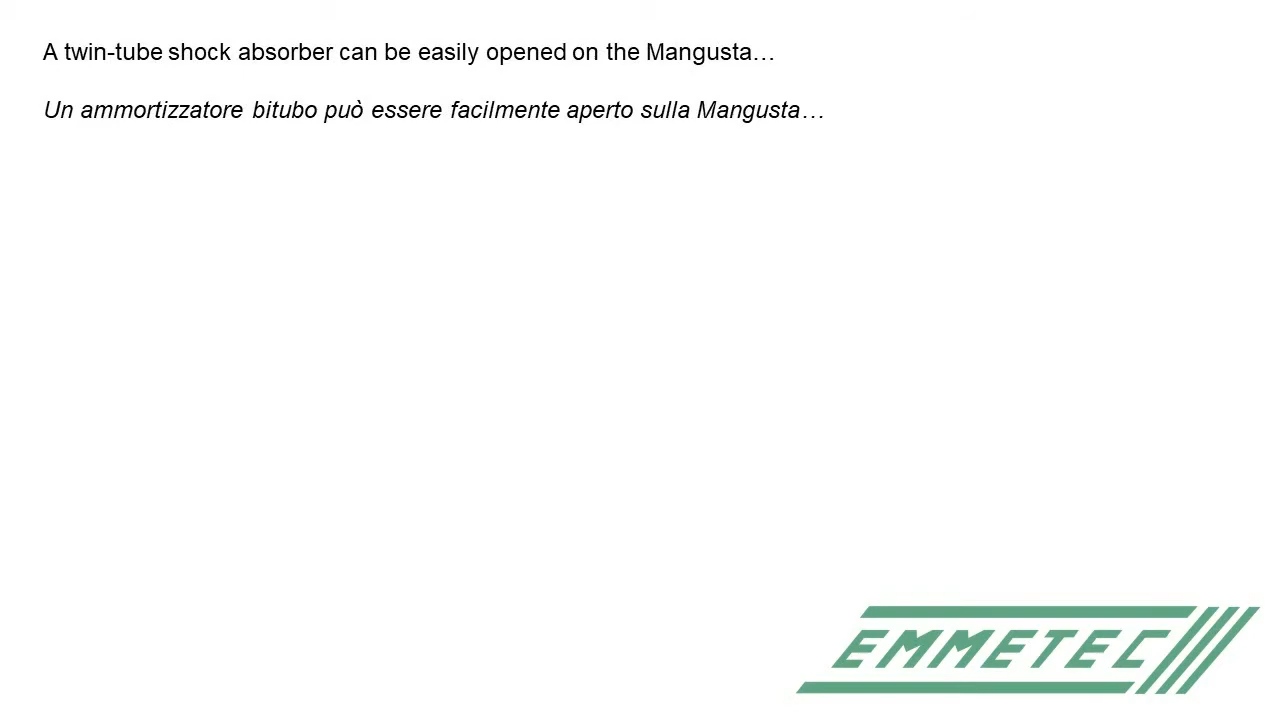 A twin-tube shock absorber can be easily opened on the Mangusta…
Un ammortizzatore bitubo può essere facilmente aperto sulla Mangusta…
EMMETEC